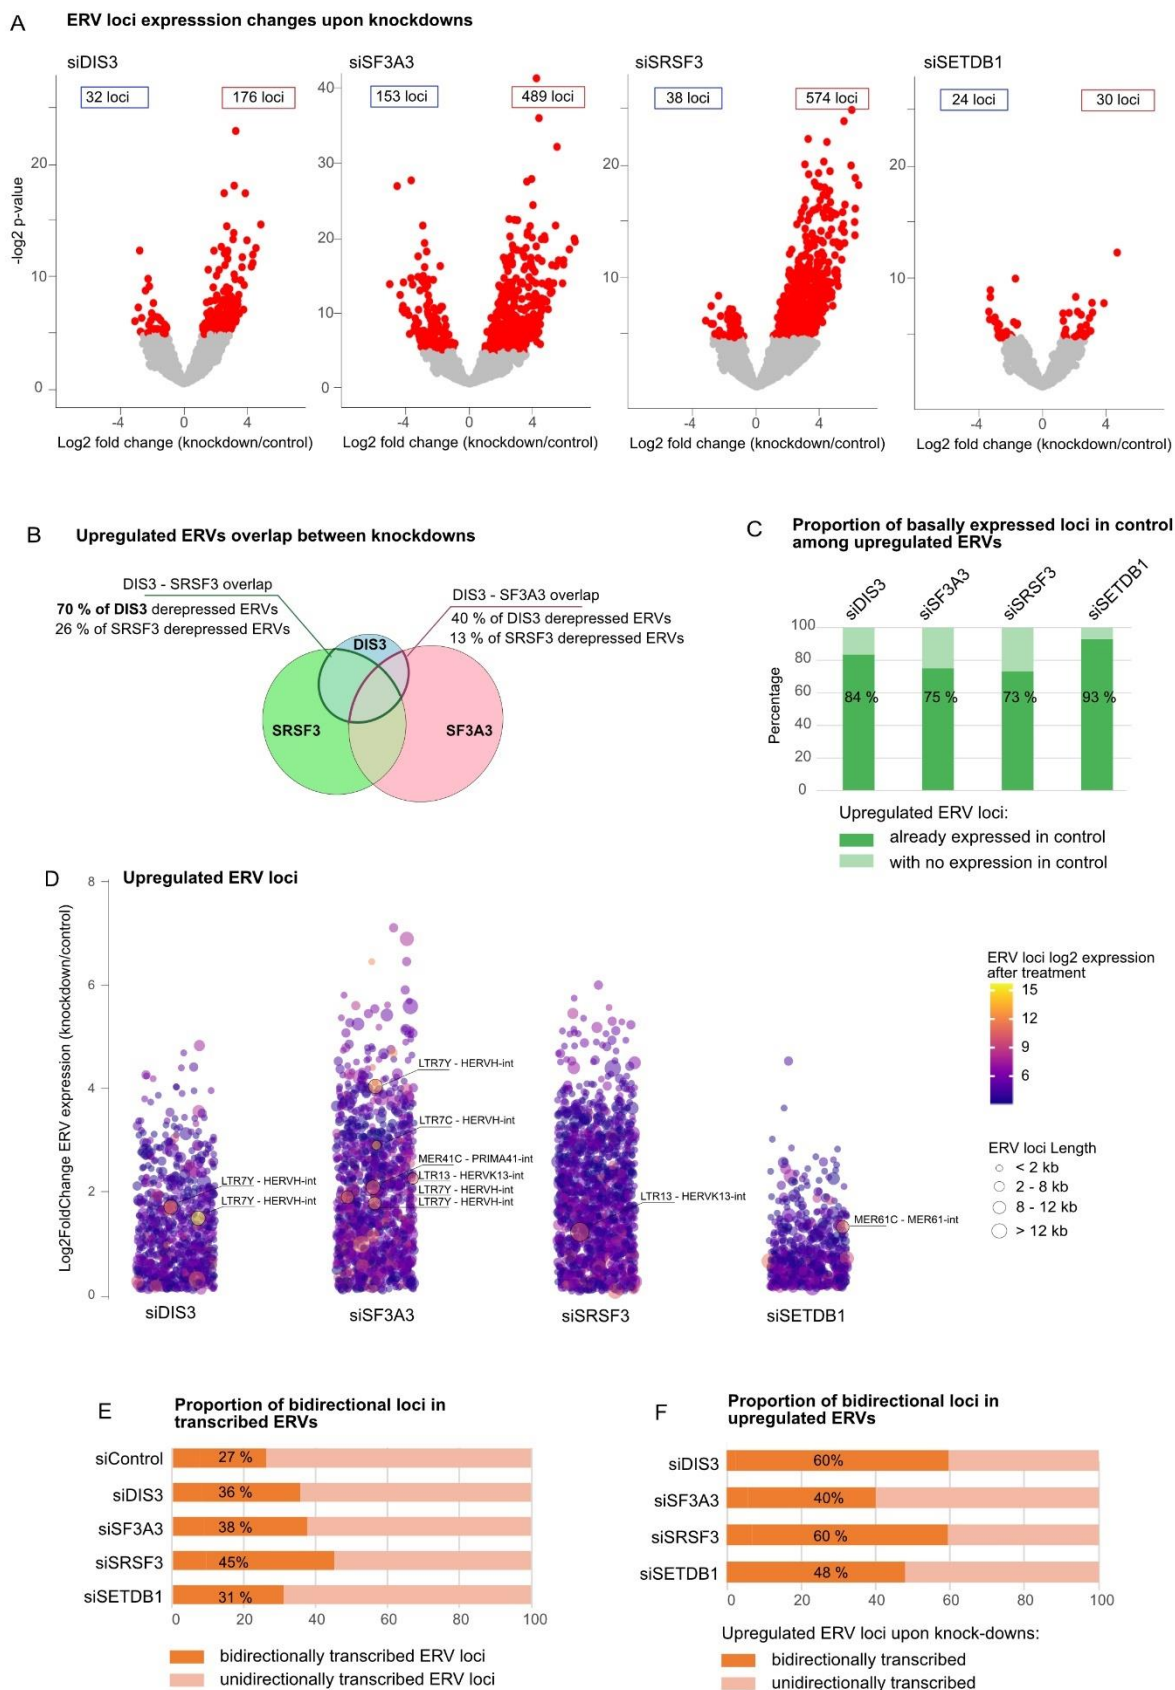 A
ERV loci expresssion changes upon knockdowns
siDIS3
siSF3A3
siSRSF3
siSETDB1
32 loci
176 loci
153 loci
489 loci
38 loci
574 loci
24 loci
30 loci
-log2 p-value
20
10
0
40
30
20
10
0
20
10
20
10
-4
0
4
-4
0
4
-4
0
4
-4
0
4
Log2 fold change (knockdown/control)
Log2 fold change (knockdown/control)
Log2 fold change (knockdown/control)
Log2 fold change (knockdown/control)
B
Upregulated ERVs overlap between knockdowns
DIS3 - SRSF3 overlap
70 % of DIS3 derepressed ERVs
26 % of SRSF3 derepressed ERVs
DIS3 - SF3A3 overlap
40 % of DIS3 derepressed ERVs
13 % of SRSF3 derepressed ERVs
DIS3
SRSF3
SF3A3
C
Proportion of basally expressed loci in control
among upregulated ERVs
siDIS3
siSF3A3
siSRSF3
siSETDB1
Percentage
100
80
60
40
20
0
84 %
75 %
73 %
93 %
Upregulated ERV loci:
already expressed in control
with no expression in control
D
Upregulated ERV loci
Log2FoldChange ERV expression (knockdown/control)
8
6
4
2
0
LTR7Y - HERVH-int
LTR7Y - HERVH-int
LTR7Y - HERVH-int
LTR7C - HERVH-int
MER41C - PRIMA41-int
LTR13 - HERVK13-int
LTR7Y - HERVH-int
LTR7Y - HERVH-int
LTR13 - HERVK13-int
MER61C - MER61-int
siDIS3
siSF3A3
siSRSF3
siSETDB1
ERV loci log2 expression
after treatment
15
12
9
6
ERV loci Length
< 2 kb
2 - 8 kb
8 - 12 kb
> 12 kb
E
Proportion of bidirectional loci in
transcribed ERVs
siControl
27 %
siDIS3
36 %
siSF3A3
38 %
siSRSF3
45%
siSETDB1
31 %
0
20
40
60
80
100
bidirectionally transcribed ERV loci
unidirectionally transcribed ERV loci
F
Proportion of bidirectional loci in
upregulated ERVs
siDIS3
60%
siSF3A3
40%
siSRSF3
60 %
siSETDB1
48 %
0
20
40
60
80
100
Upregulated ERV loci upon knock-downs:
bidirectionally transcribed
unidirectionally transcribed